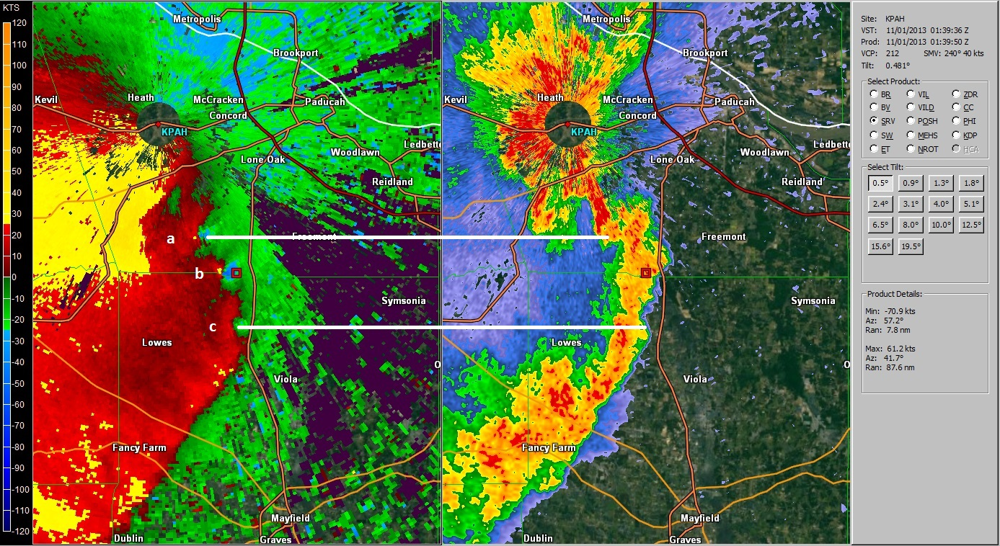 KTS
120
110
100
90
80
70
60
50
40
30
20
10
0
-10
-20
-30
-40
-50
-60
-70
-80
-90
-100
-110
-120
Metropolis
Brookport
Kevil
Heath
McCracken
Paducah
Concord
KPAH
Ledbette
Woodlawn
Lone Oak
Reidland
a
Freemont
b
Symsonia
c
Lowes
O
Viola
Fancy Farm
Mayfield
Dublin
Graves
Metropolis
Brookport
Kevil
Heath
McCracken
Paducah
Concord
KPAH
Ledbette
Woodlawn
Lone Oak
Reidland
Freemont
Symsonia
Lowes
O
Viola
Fancy Farm
Mayfield
Dublin
Graves
Site: KPAH
VST: 11/01/2013 01:39:36 Z
Prod: 11/01/2013 01:39:50 Z
VCP: 212 SMV: 240° 40 kts
Tilt: 0.481°
Select Product:
BR VIL ZDR
BV VILD CC
SRV POSH PHI
SW MEHS KDP
ET NROT HCA
Select Tilt:
0.5° 0.9° 1.3° 1.8°
2.4° 3.1° 4.0° 5.1°
6.5° 8.0° 10.0° 12.5°
15.6° 19.5°
Product Details:
Min: -70.9 kts
Az: 57.2°
Ran: 7.8 nm
Max: 61.2 kts
Az: 41.7°
Ran: 87.6 nm